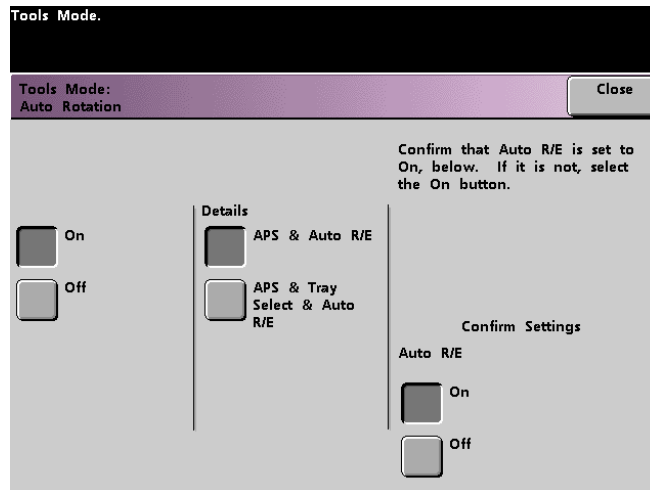 Tools Mode.
Tools Mode:
Auto Rotation
Close
Confirm that Auto R/E is set to
On, below. If it is not, select
the On button.
On
Off
Details
APS & Auto R/E
APS & Tray
Select & Auto
R/E
Confirm Settings
Auto R/E
On
Off